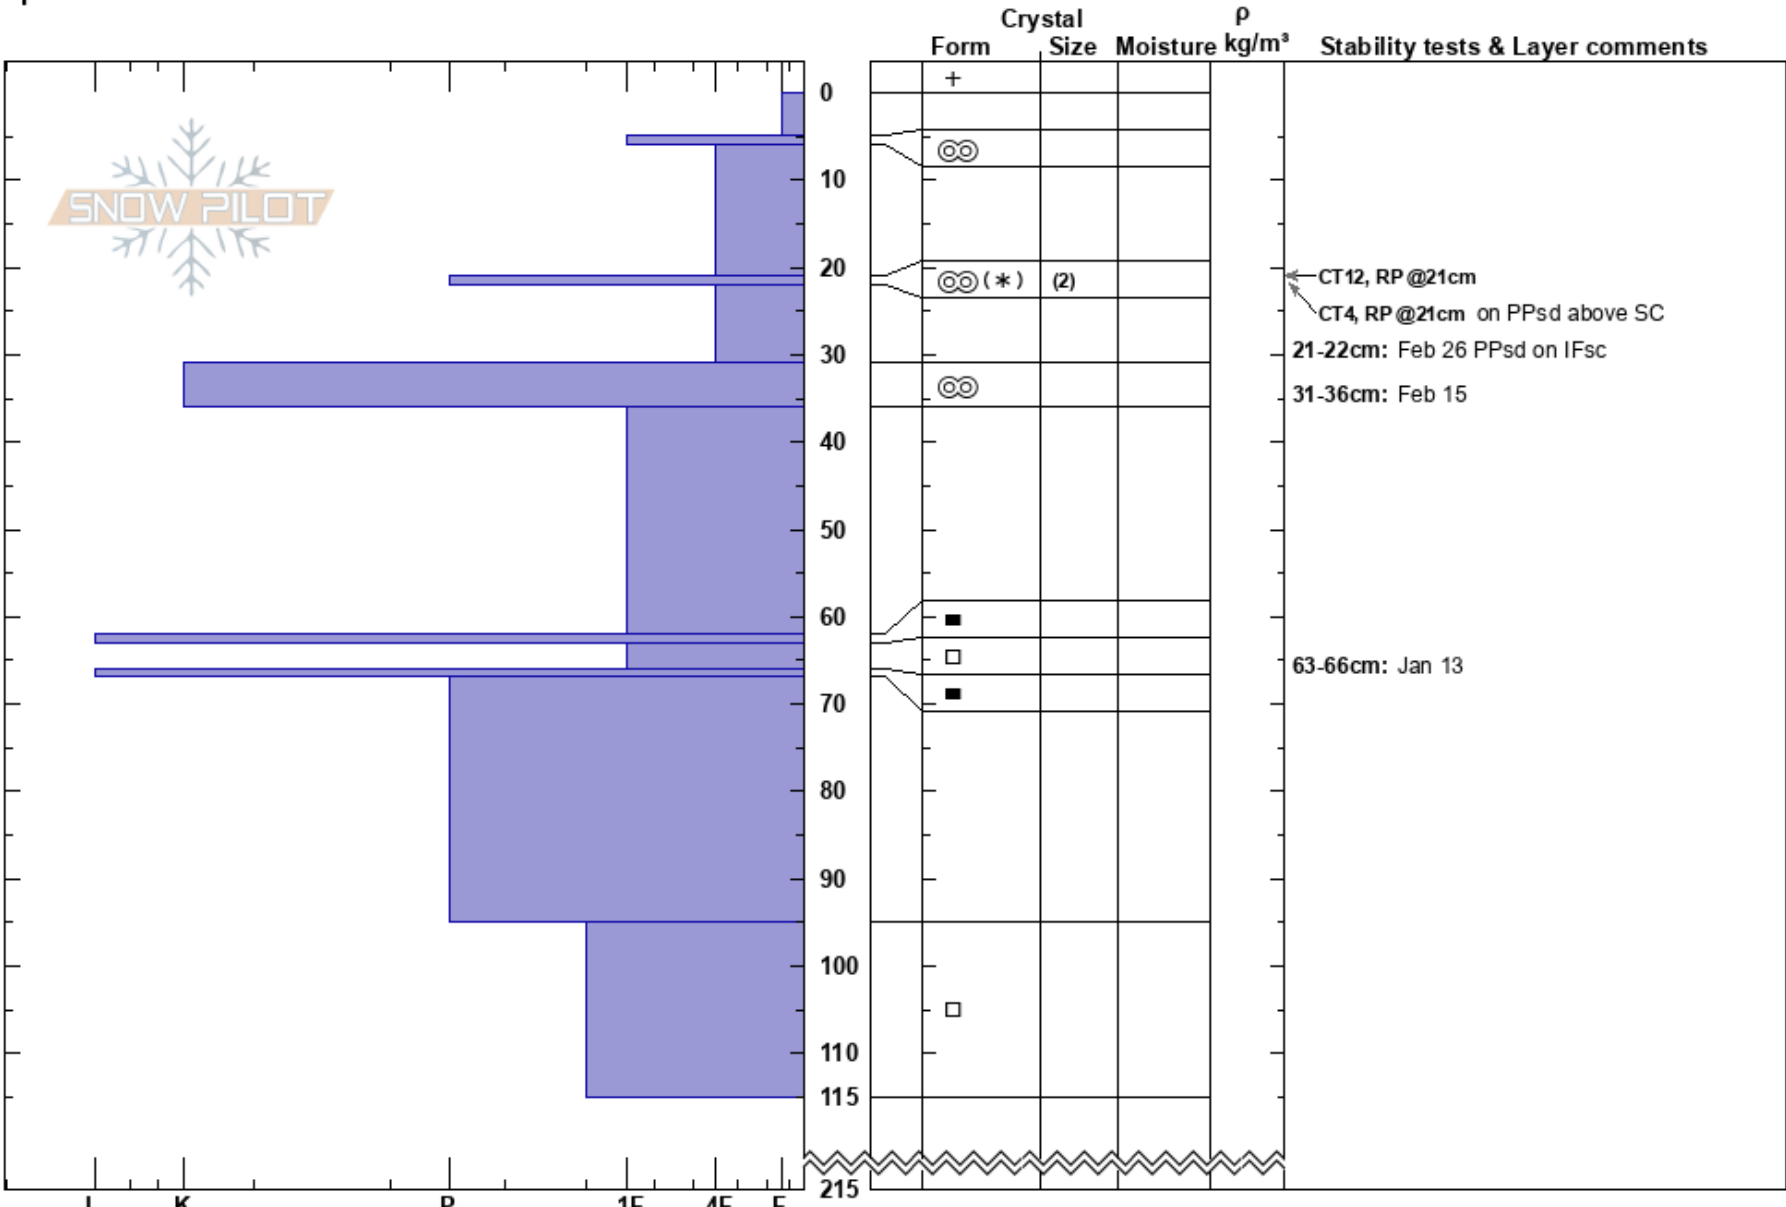 Crystal ρ
Form Size Moisture kg/m³ Stability tests & Layer comments
+
0
SNOW PILOT
10
20
(*) (2) CT12, RP @21cm
CT4, RP @21cm on PPsd above SC
30 21-22cm: Feb 26 PPsd on IFsc
31-36cm: Feb 15
40
50
60
63-66cm: Jan 13
70
80
90
100
110
115
215
I K P 1F 4F F